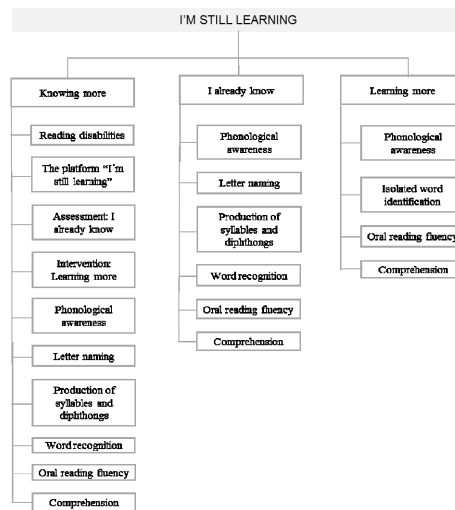 I'M STILL LEARNING
Knowing more
Reading disabilities
The platform “I´m
still learning”
Assessment: I
already know
Intervention:
Learning more
Phonological
awareness
Letter naming
Production of
syllables and
diphthongs
Word recognition
Oral reading fluency
Comprehension
I already know
Phonological
awareness
Letter naming
Production of
syllables and
diphthongs
Word recognition
Oral reading fluency
Comprehension
Learning more
Phonological
awareness
Isolated word
identification
Oral reading fluency
Comprehension